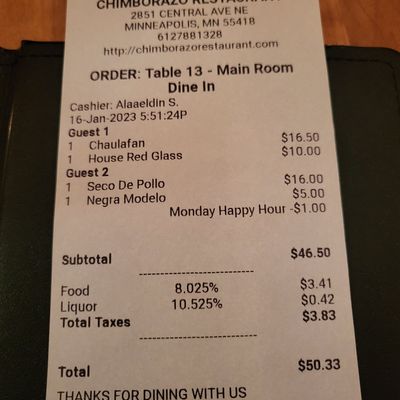 CHIMBORAZO RESTAURANT
2851 CENTRAL AVE NE
MINNEAPOLIS, MN 55418
6127881328
http://chimborazorestaurant.com
ORDER: Table 13 - Main Room
Dine In
Cashier: Alaaeldin S.
16-Jan-2023 5:51:24P
Guest 1
1 Chaulafan $16.50
1 House Red Glass $10.00
Guest 2
1 Seco De Pollo $16.00
1 Negra Modelo $5.00
Monday Happy Hour -$1.00
Subtotal $46.50
-----------------------------
Food 8.025% $3.41
Liquor 10.525% $0.42
Total Taxes $3.83
-----------------------------
Total $50.33
THANKS FOR DINING WITH US